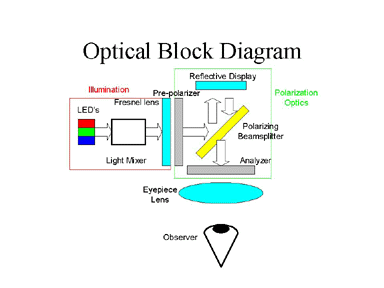 Optical Block Diagram
Reflective Display
Illumination
Pre-polarizer
Polarization
Optics
Fresnel lens
LED's
Polarizing
Beamsplitter
Light Mixer
Analyzer
Eyepiece
Lens
Observer